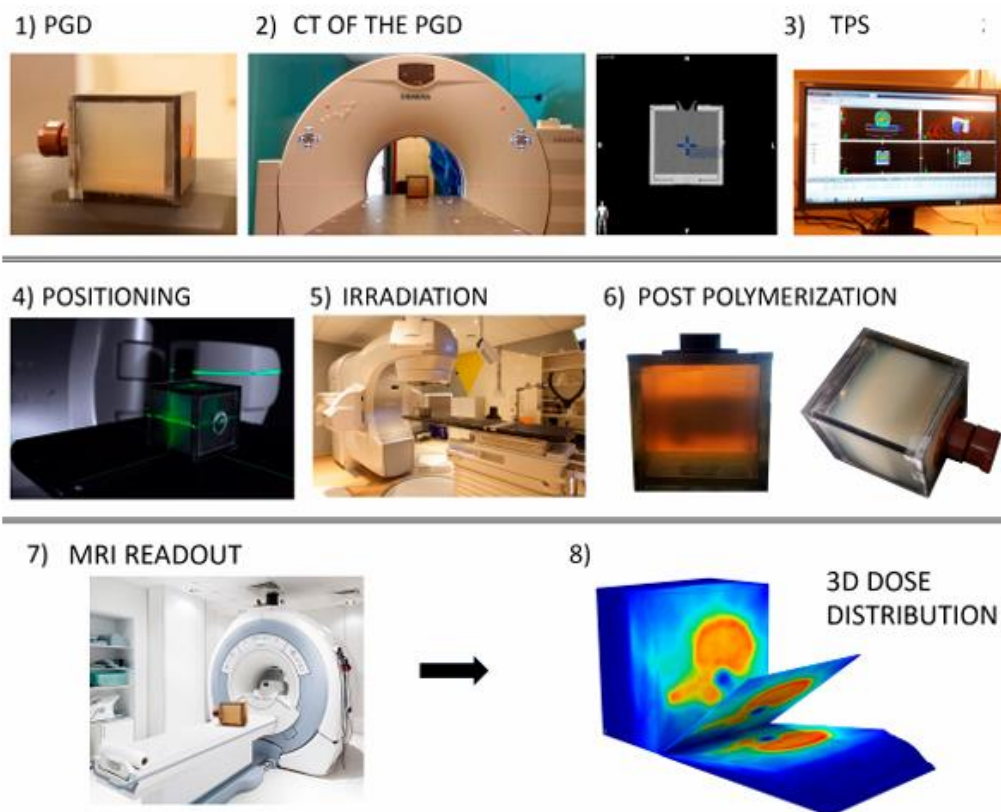 1) PGD
2) CT OF THE PGD
3) TPS
4) POSITIONING
5) IRRADIATION
6) POST POLYMERIZATION
7) MRI READOUT
8)
3D DOSE
DISTRIBUTION